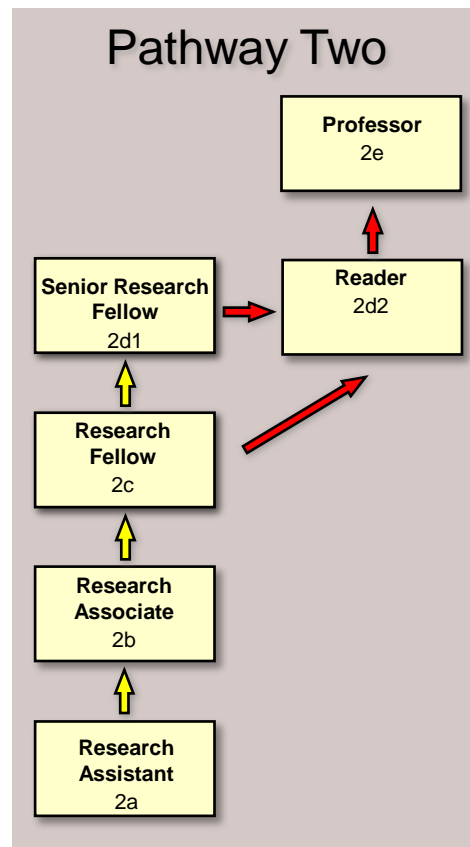 Pathway Two
Professor
2e
Senior Research
Fellow
2d1
Reader
2d2
Research
Fellow
2c
Research
Associate
2b
Research
Assistant
2a